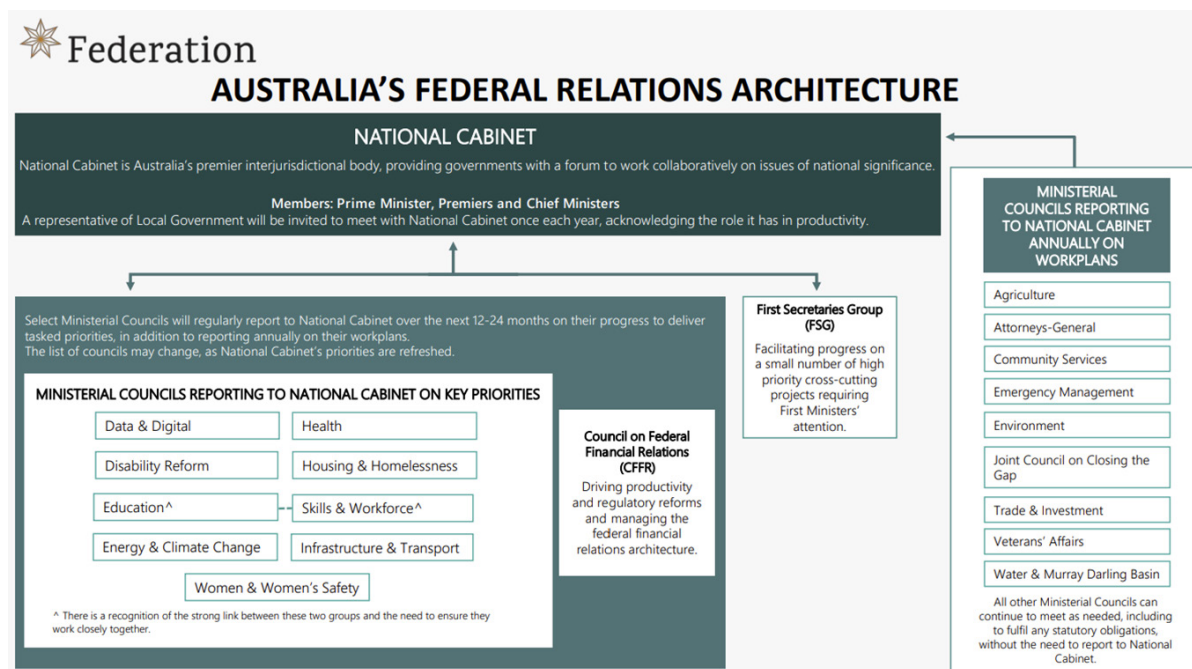 Federation
AUSTRALIA'S FEDERAL RELATIONS ARCHITECTURE
NATIONAL CABINET
National Cabinet is Australia's premier interjurisdictional body, providing governments with a forum to work collaboratively on issues of national significance.
Members: Prime Minister, Premiers and Chief Ministers
A representative of Local Government will be invited to meet with National Cabinet once each year, acknowledging the role it has in productivity.
Select Ministerial Councils will regularly report to National Cabinet over the next 12-24 months on their progress to deliver
tasked priorities, in addition to reporting annually on their workplans.
The list of councils may change, as National Cabinet's priorities are refreshed.
MINISTERIAL COUNCILS REPORTING TO NATIONAL CABINET ON KEY PRIORITIES
Data & Digital
Health
Disability Reform
Housing & Homelessness
Education^
Skills & Workforce^
Energy & Climate Change
Infrastructure & Transport
Women & Women's Safety
^ There is a recognition of the strong link between these two groups and the need to ensure they
work closely together.
Council on Federal
Financial Relations
(CFFR)
Driving productivity
and regulatory reforms
and managing the
federal financial
relations architecture.
First Secretaries Group
(FSG)
Facilitating progress on
a small number of high
priority cross-cutting
projects requiring
First Ministers'
attention.
MINISTERIAL
COUNCILS REPORTING
TO NATIONAL CABINET
ANNUALLY ON
WORKPLANS
Agriculture
Attorneys-General
Community Services
Emergency Management
Environment
Joint Council on Closing the
Gap
Trade & Investment
Veterans' Affairs
Water & Murray Darling Basin
All other Ministerial Councils can
continue to meet as needed, including
to fulfil any statutory obligations,
without the need to report to National
Cabinet.